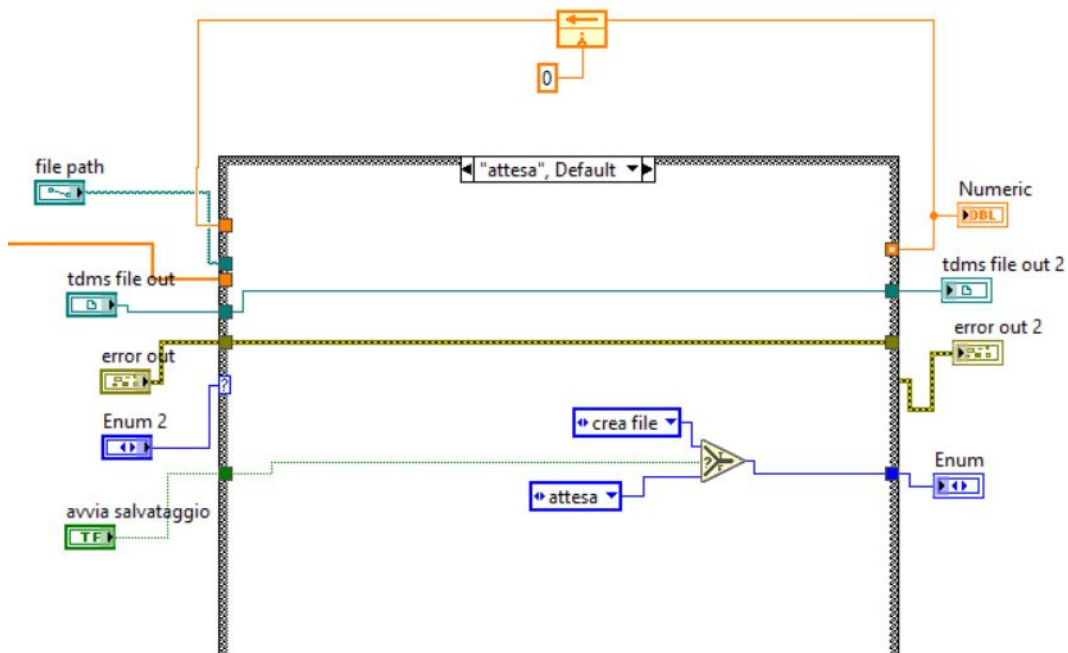 0
"attesa", Default
file path
Numeric
DBL
tdms file out
tdms file out 2
error out
error out 2
?
Enum 2
crea file
? T F
Enum
attesa
avvia salvataggio
TF